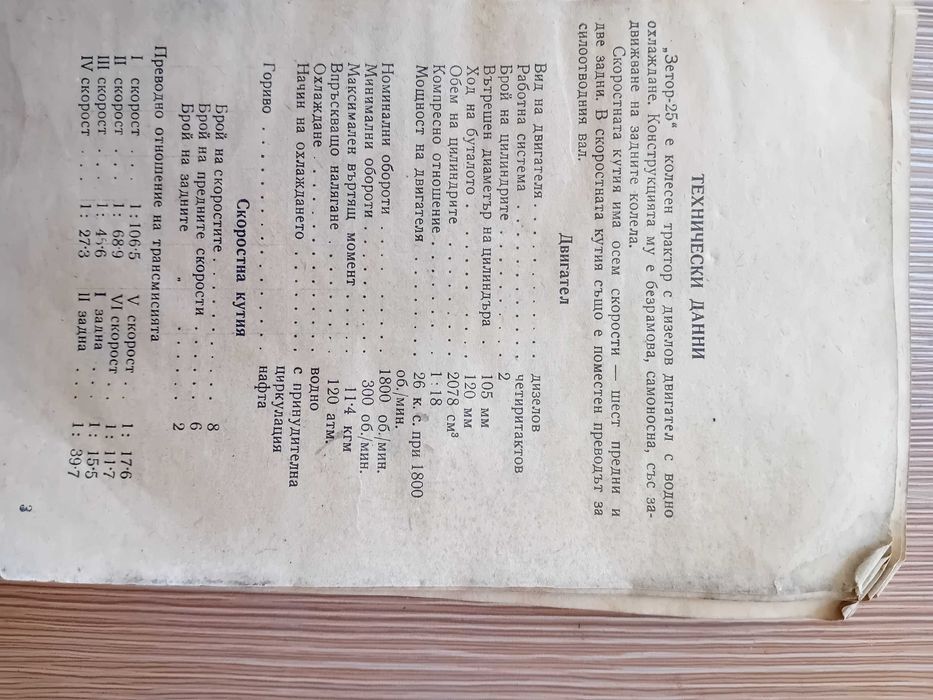 ТЕХНИЧЕСКИ ДАННИ
„Зетор-25“ е колесен трактор с дизелов двигател с водно
охлаждане. Конструкцията му е безрамова, самоносна, със за-
движване на задните колела.
Скоростната кутия има осем скорости — шест предни и
две задни. В скоростната кутия също е поместен преводът за
силоотводния вал.
Двигател
Вид на двигателя . . . . . . . . . дизелов
Работна система . . . . . . . . . четиритактов
Брой на цилиндрите . . . . . . . 2
Вътрешен диаметър на цилиндъра . . 105 мм
Ход на буталото . . . . . . . . . 120 мм
Обем на цилиндрите . . . . . . . 2078 см³
Компресно отношение . . . . . . . 1 : 18
Мощност на двигателя . . . . . . 26 к. с. при 1800
об./мин.
Номинални обороти . . . . . . . 1800 об./мин.
Минимални обороти . . . . . . . 300 об./мин.
Максимален въртящ момент . . . . 11·4 кгм
Впръскващо налягане . . . . . . . 120 атм.
Охлаждане . . . . . . . . . . . водно
Начин на охлаждането . . . . . . с принудителна
циркулация
Гориво . . . . . . . . . . . . . нафта
Скоростна кутия
Брой на скоростите . . . . . . . 8
Брой на предните скорости . . . . 6
Брой на задните „ . . . . 2
Преводно отношение на трансмисията
I скорост . . . 1 : 106·5 V скорост . . 1 : 17·6
II скорост . . . 1 : 68·9 VI скорост . . 1 : 11·7
III скорост . . . 1 : 45·6 I задна . . . 1 : 15·5
IV скорост . . . 1 : 27·3 II задна . . . 1 : 39·7
3